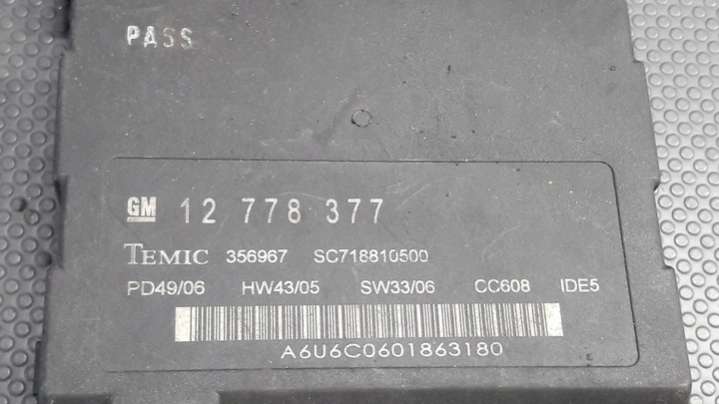 PASS
GM 12 778 377
TEMIC 356967 SC718810500
PD49/06 HW43/05 SW33/06 CC608 IDE5
A6U6C0601863180